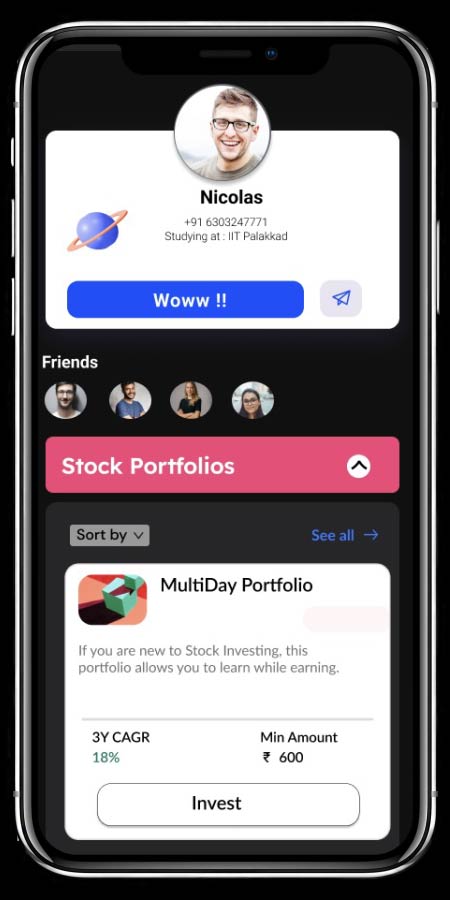 Nicolas
+91 6303247771
Studying at : IIT Palakkad
Woww !!
Friends
Stock Portfolios
Sort by
See all
MultiDay Portfolio
If you are new to Stock Investing, this
portfolio allows you to learn while earning.
3Y CAGR
Min Amount
18%
₹ 600
Invest